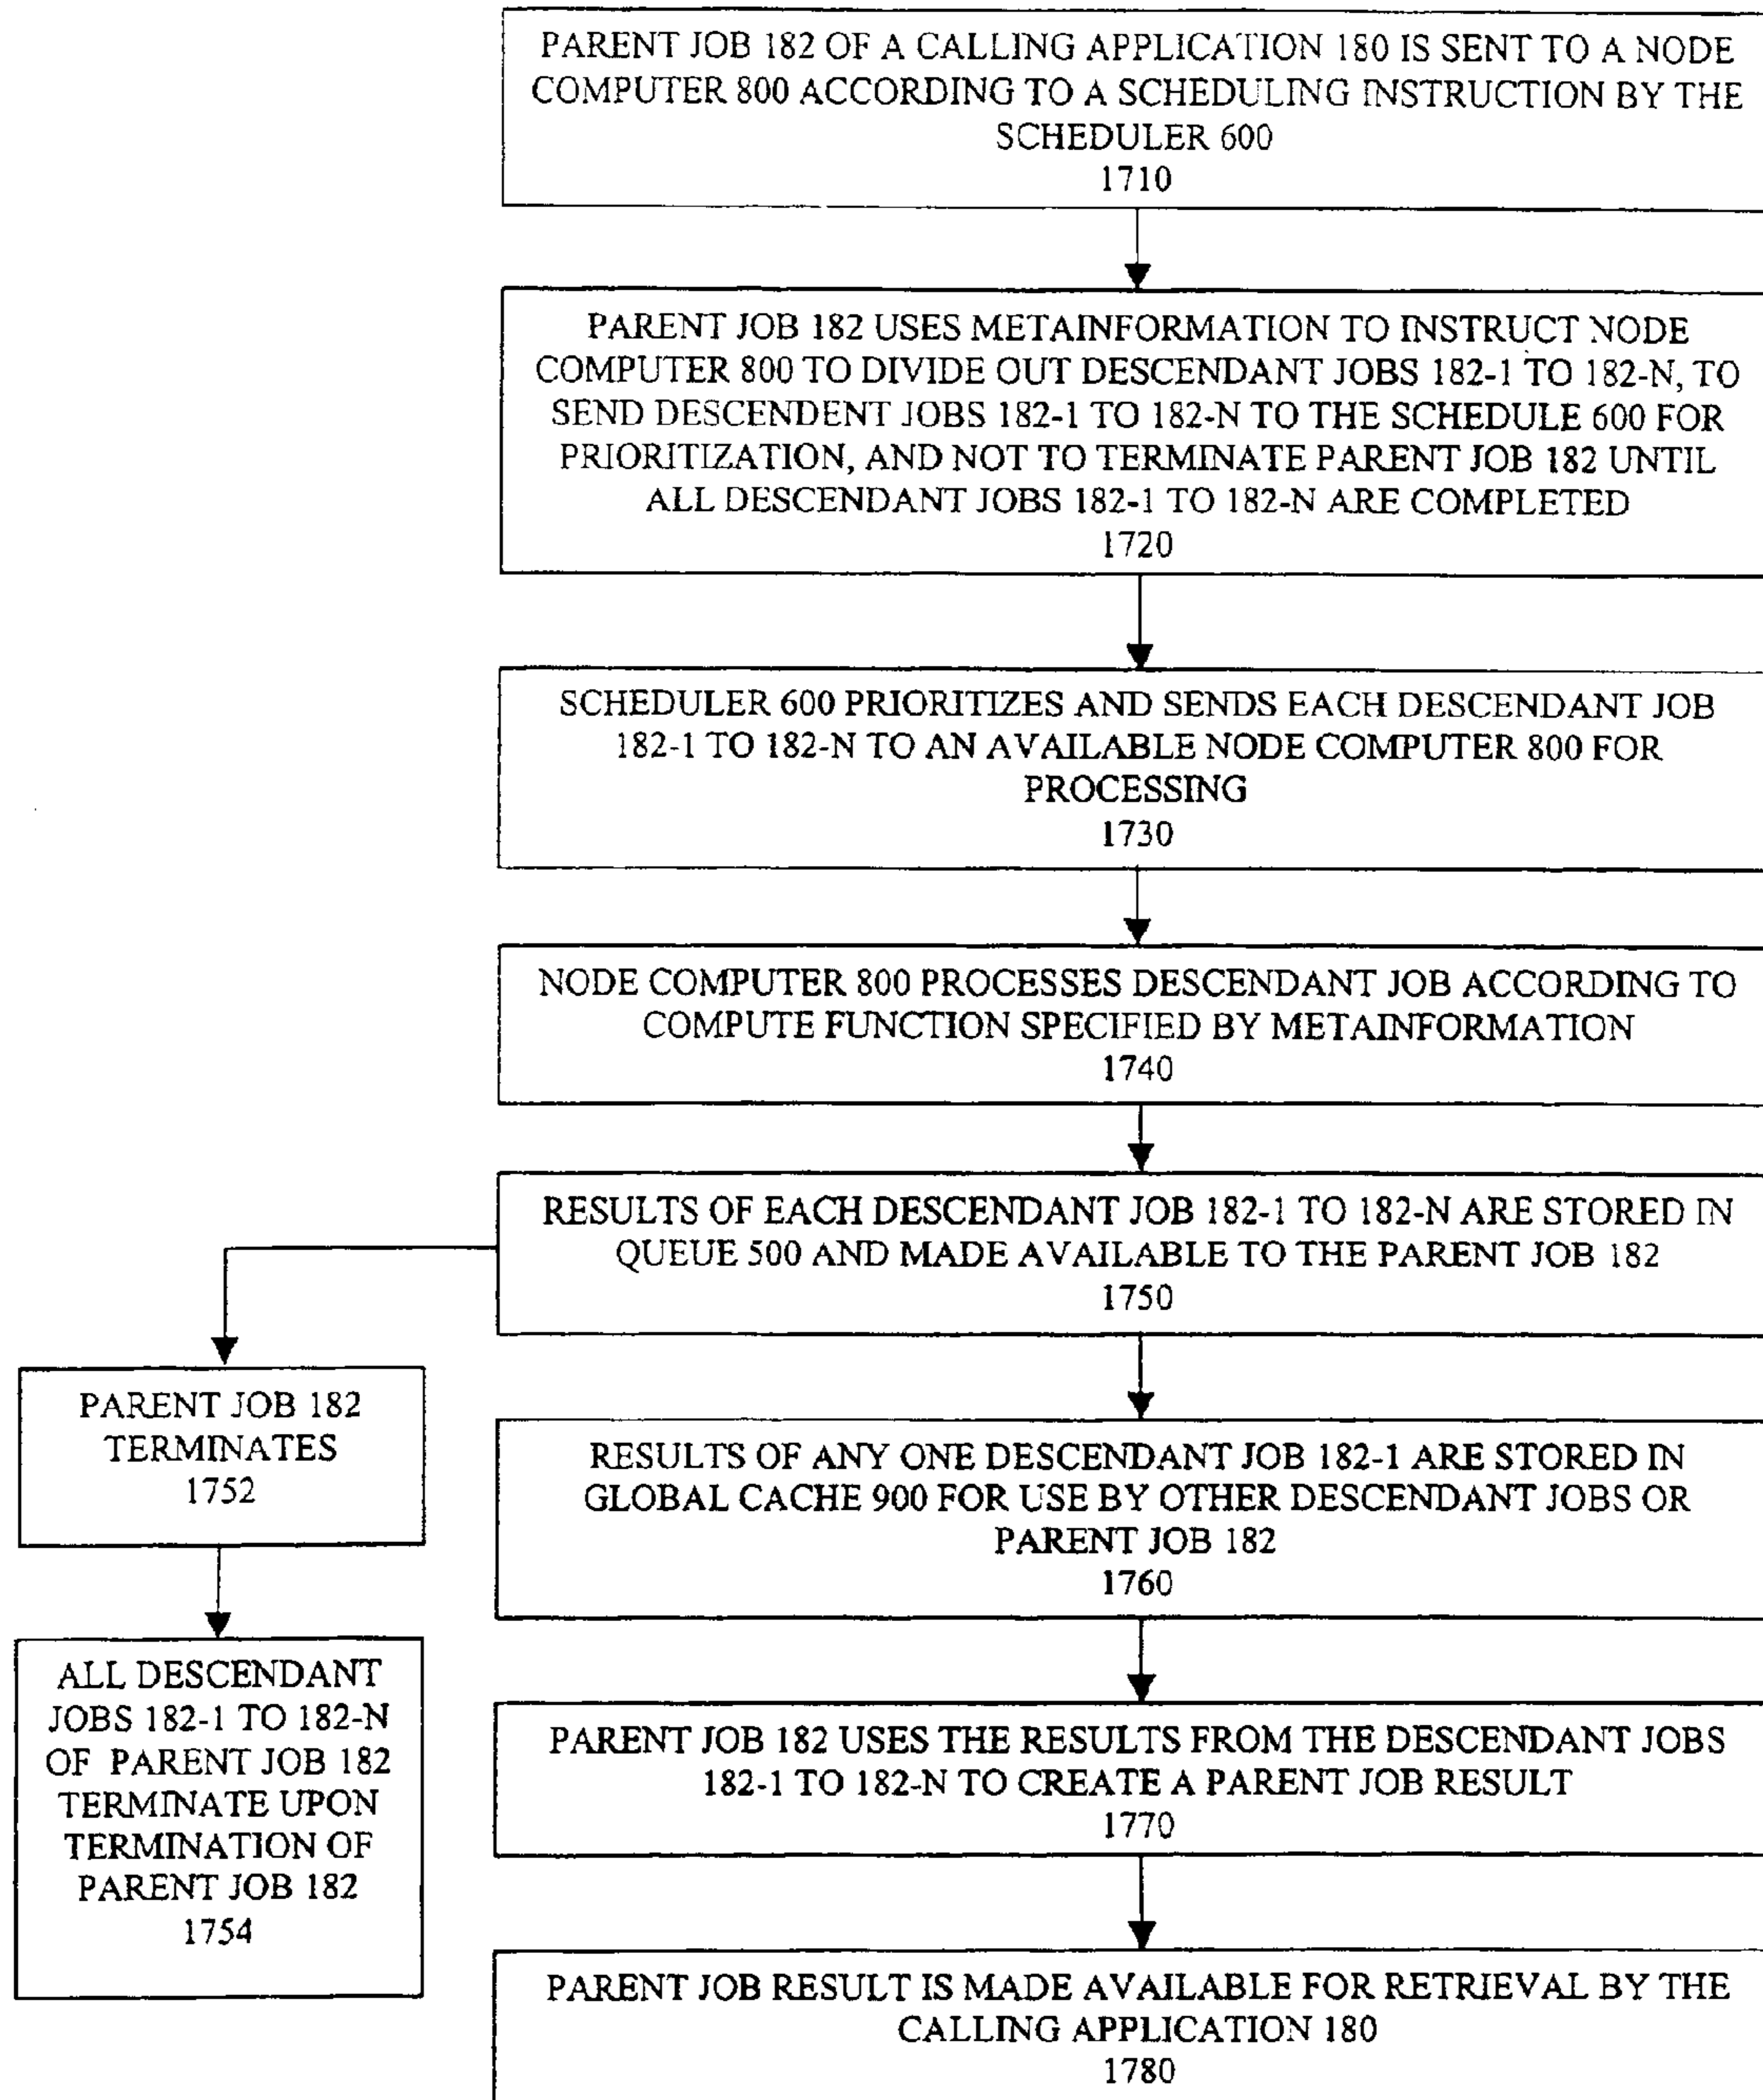 PARENT JOB 182 OF A CALLING APPLICATION 180 IS SENT TO A NODE
COMPUTER 800 ACCORDING TO A SCHEDULING INSTRUCTION BY THE
SCHEDULER 600
1710
PARENT JOB 182 USES METAINFORMATION TO INSTRUCT NODE
COMPUTER 800 TO DIVIDE OUT DESCENDANT JOBS 182-1 TO 182-N, TO
SEND DESCENDENT JOBS 182-1 TO 182-N TO THE SCHEDULE 600 FOR
PRIORITIZATION, AND NOT TO TERMINATE PARENT JOB 182 UNTIL
ALL DESCENDANT JOBS 182-1 TO 182-N ARE COMPLETED
1720
SCHEDULER 600 PRIORITIZES AND SENDS EACH DESCENDANT JOB
182-1 TO 182-N TO AN AVAILABLE NODE COMPUTER 800 FOR
PROCESSING
1730
NODE COMPUTER 800 PROCESSES DESCENDANT JOB ACCORDING TO
COMPUTE FUNCTION SPECIFIED BY METAINFORMATION
1740
RESULTS OF EACH DESCENDANT JOB 182-1 TO 182-N ARE STORED IN
QUEUE 500 AND MADE AVAILABLE TO THE PARENT JOB 182
1750
PARENT JOB 182
TERMINATES
1752
ALL DESCENDANT
JOBS 182-1 TO 182-N
OF PARENT JOB 182
TERMINATE UPON
TERMINATION OF
PARENT JOB 182
1754
RESULTS OF ANY ONE DESCENDANT JOB 182-1 ARE STORED IN
GLOBAL CACHE 900 FOR USE BY OTHER DESCENDANT JOBS OR
PARENT JOB 182
1760
PARENT JOB 182 USES THE RESULTS FROM THE DESCENDANT JOBS
182-1 TO 182-N TO CREATE A PARENT JOB RESULT
1770
PARENT JOB RESULT IS MADE AVAILABLE FOR RETRIEVAL BY THE
CALLING APPLICATION 180
1780